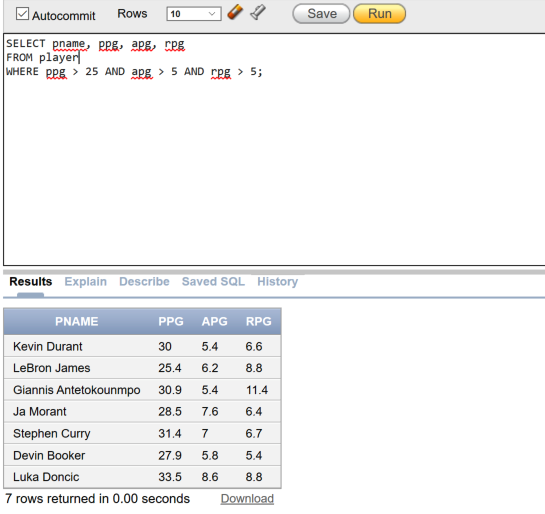 Autocommit Rows 10 Save Run
SELECT pname, ppg, apg, rpg
FROM player
WHERE ppg > 25 AND apg > 5 AND rpg > 5;
Results Explain Describe Saved SQL History
PNAME PPG APG RPG
Kevin Durant 30 5.4 6.6
LeBron James 25.4 6.2 8.8
Giannis Antetokounmpo 30.9 5.4 11.4
Ja Morant 28.5 7.6 6.4
Stephen Curry 31.4 7 6.7
Devin Booker 27.9 5.8 5.4
Luka Doncic 33.5 8.6 8.8
7 rows returned in 0.00 seconds Download